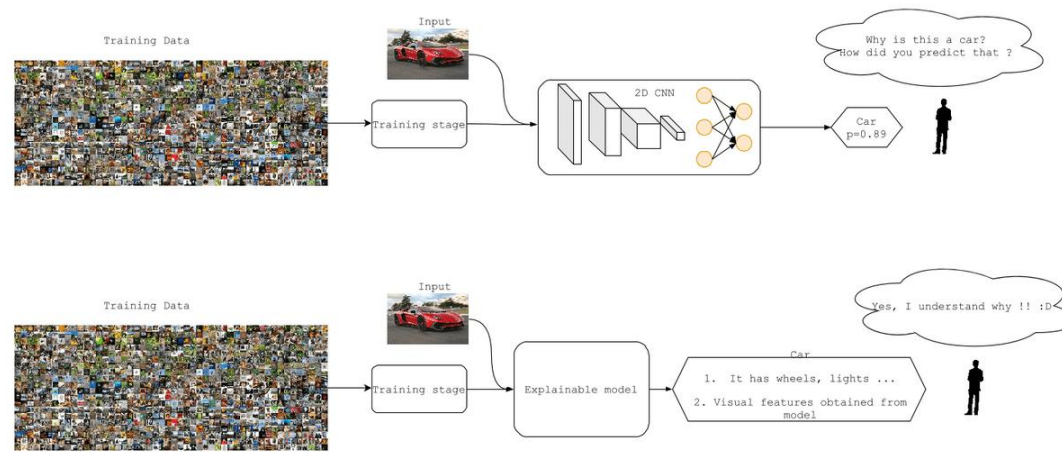 Training Data
Input
Training stage
2D CNN
Car
p=0.89
Why is this a car?
How did you predict that ?
Training Data
Input
Training stage
Explainable model
Car
1. It has wheels, lights ...
2. Visual features obtained from
model
Yes, I understand why !! :D